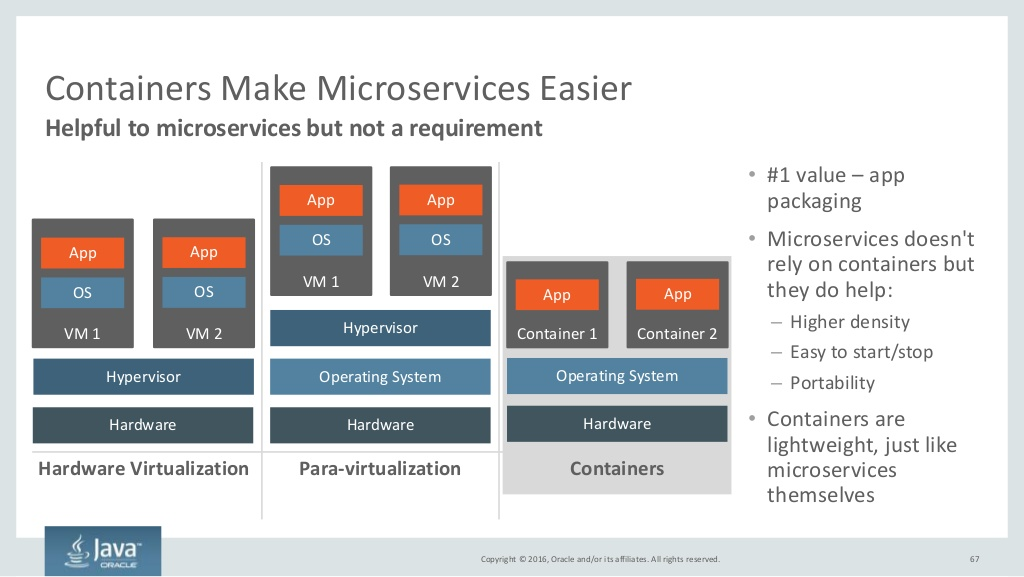 Containers Make Microservices Easier
Helpful to microservices but not a requirement
App
OS
VM 1
App
OS
VM 2
Hypervisor
Hardware
Hardware Virtualization
App
OS
VM 1
App
OS
VM 2
Hypervisor
Operating System
Hardware
Para-virtualization
App
Container 1
App
Container 2
Operating System
Hardware
Containers
• #1 value – app
packaging
• Microservices doesn't
rely on containers but
they do help:
– Higher density
– Easy to start/stop
– Portability
• Containers are
lightweight, just like
microservices
themselves
Java™
ORACLE
Copyright © 2016, Oracle and/or its affiliates. All rights reserved.
67